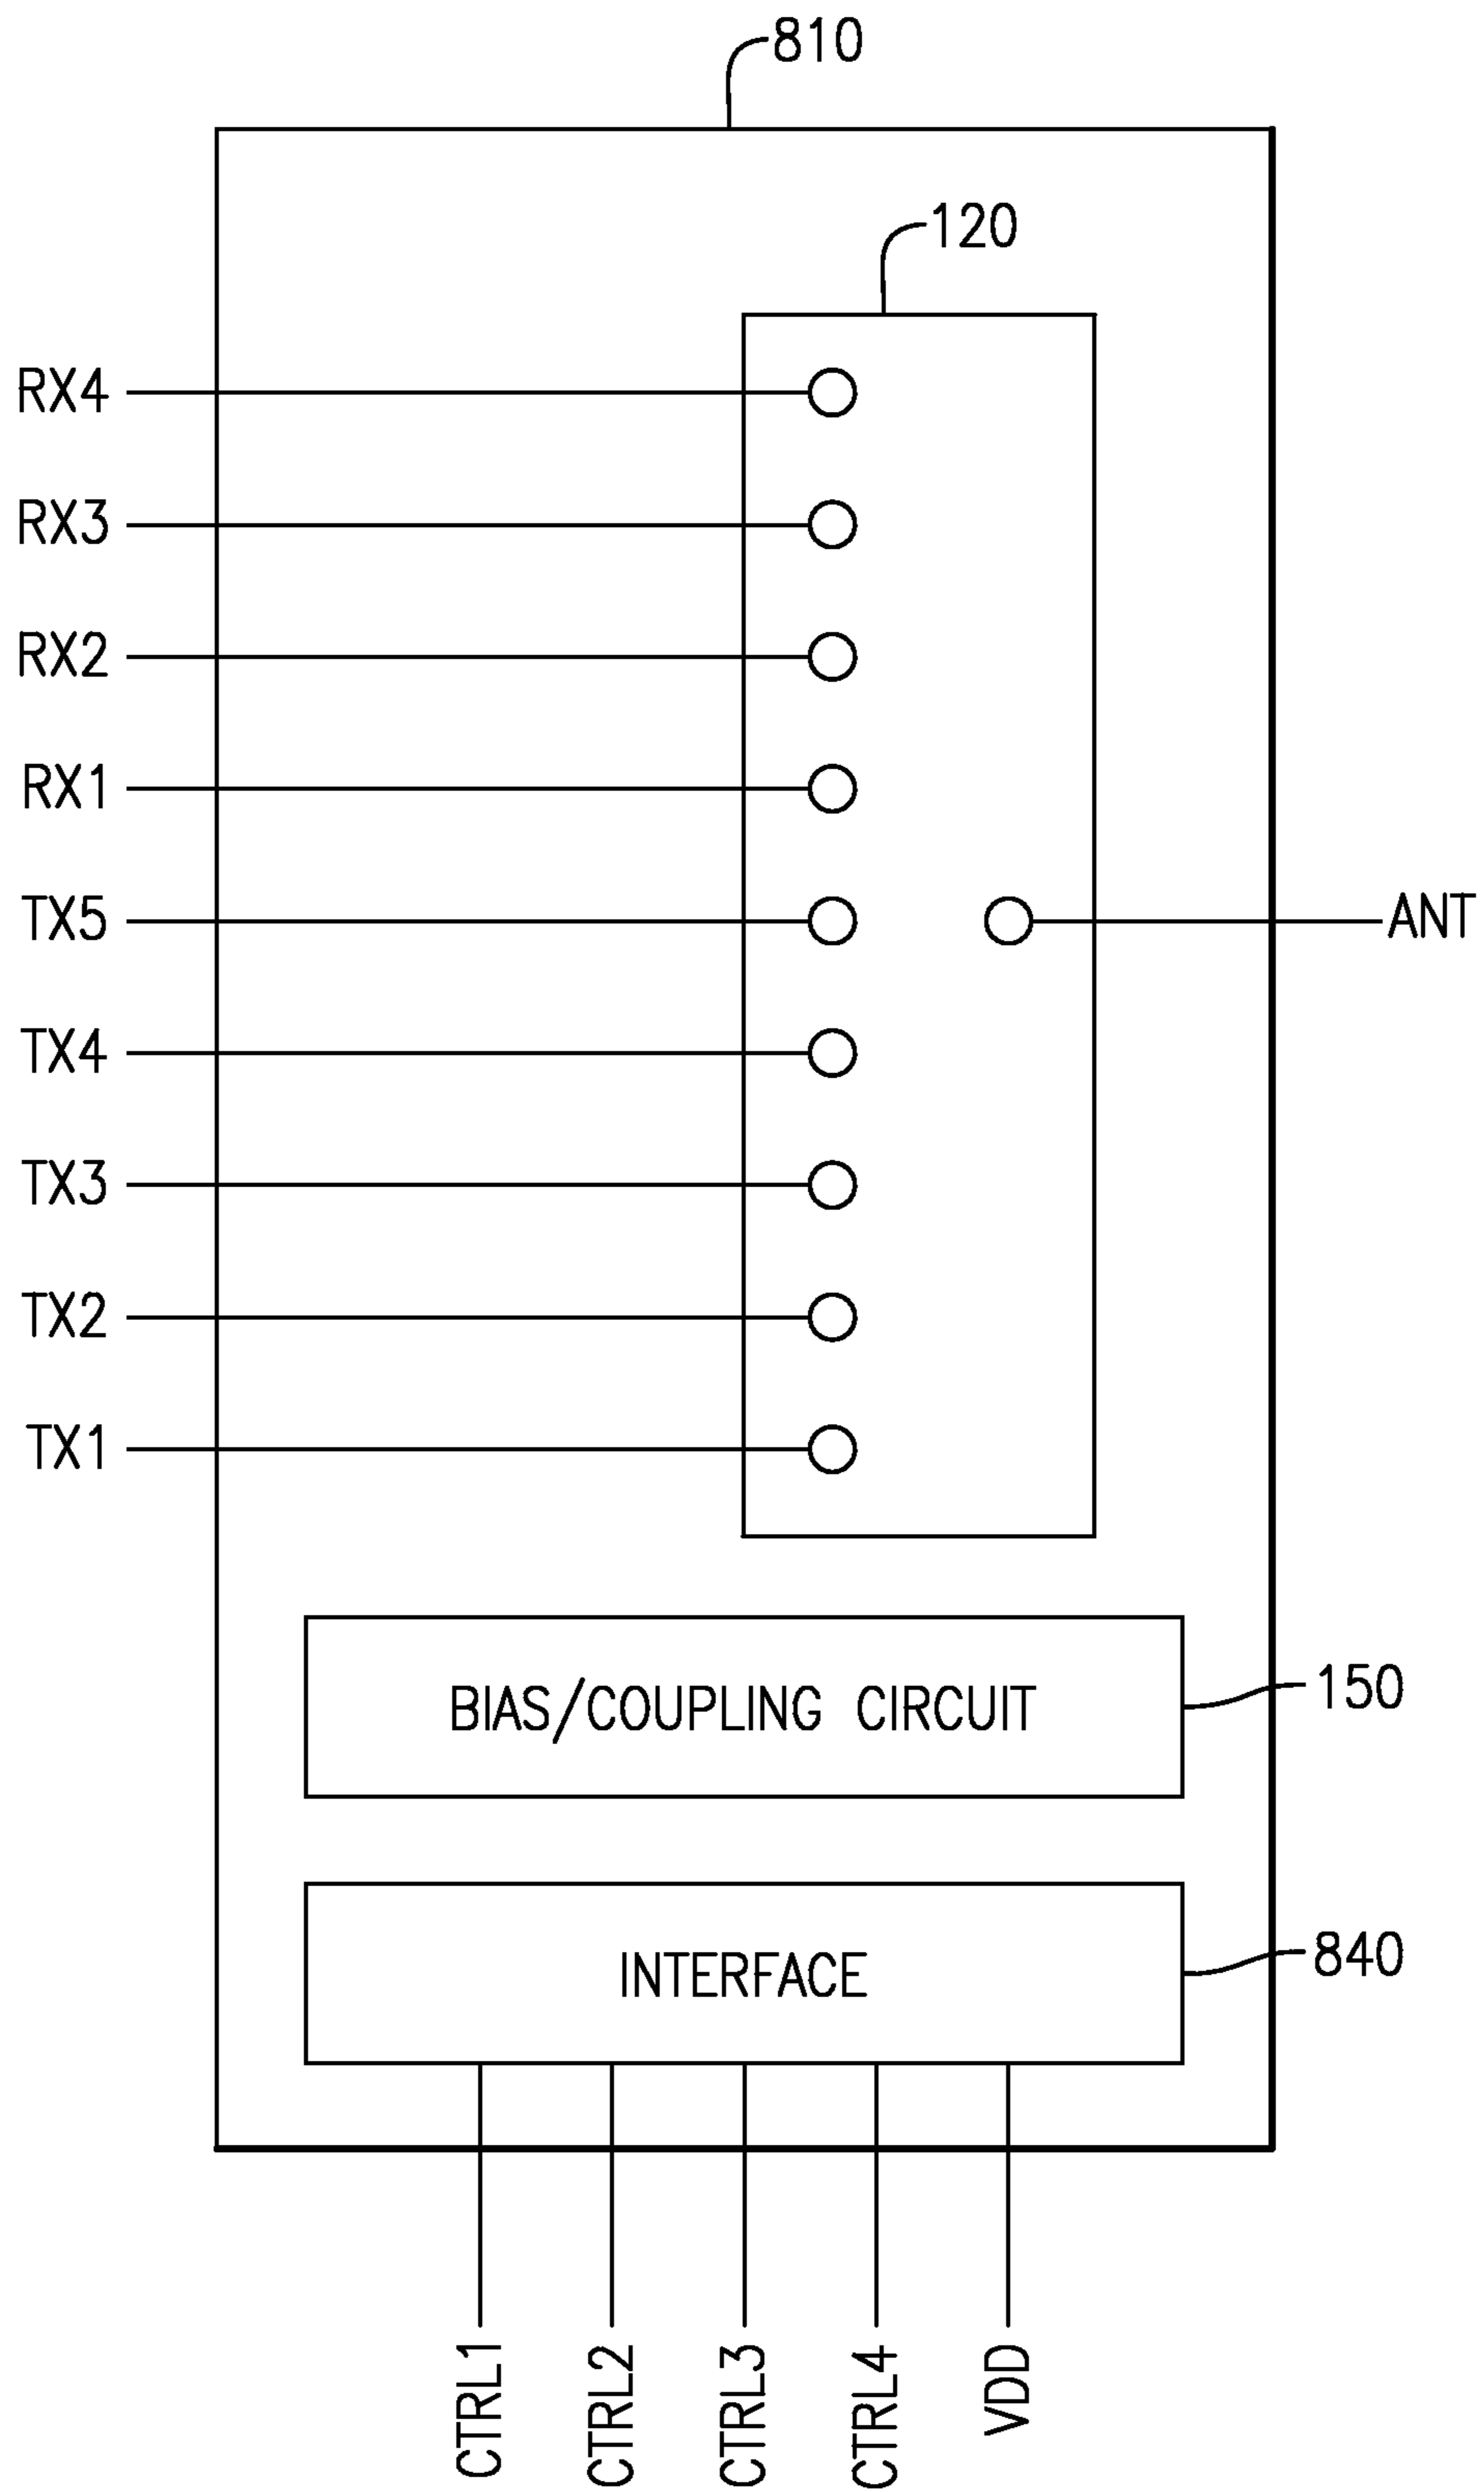 810
120
RX4
RX3
RX2
RX1
TX5
ANT
TX4
TX3
TX2
TX1
BIAS/COUPLING CIRCUIT
150
INTERFACE
840
CTRL1
CTRL2
CTRL3
CTRL4
VDD